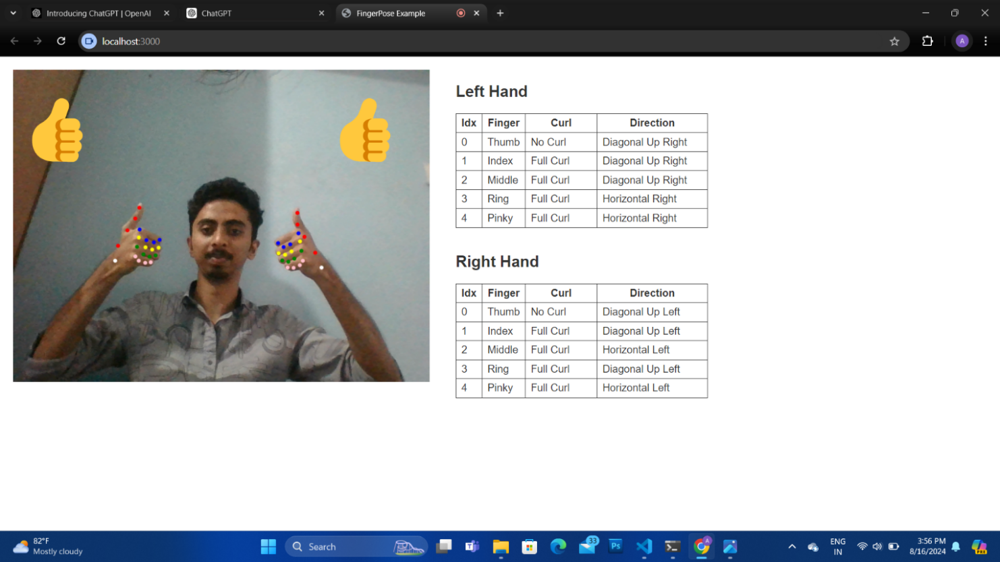 Introducing ChatGPT | OpenAI
ChatGPT
FingerPose Example
localhost:3000
A
Left Hand
Idx Finger Curl Direction
0 Thumb No Curl Diagonal Up Right
1 Index Full Curl Diagonal Up Right
2 Middle Full Curl Diagonal Up Right
3 Ring Full Curl Horizontal Right
4 Pinky Full Curl Horizontal Right
Right Hand
Idx Finger Curl Direction
0 Thumb No Curl Diagonal Up Left
1 Index Full Curl Diagonal Up Left
2 Middle Full Curl Horizontal Left
3 Ring Full Curl Diagonal Up Left
4 Pinky Full Curl Horizontal Left
82°F
Mostly cloudy
Search
33
Ps
A
ENG
IN
3:56 PM
8/16/2024
PRE